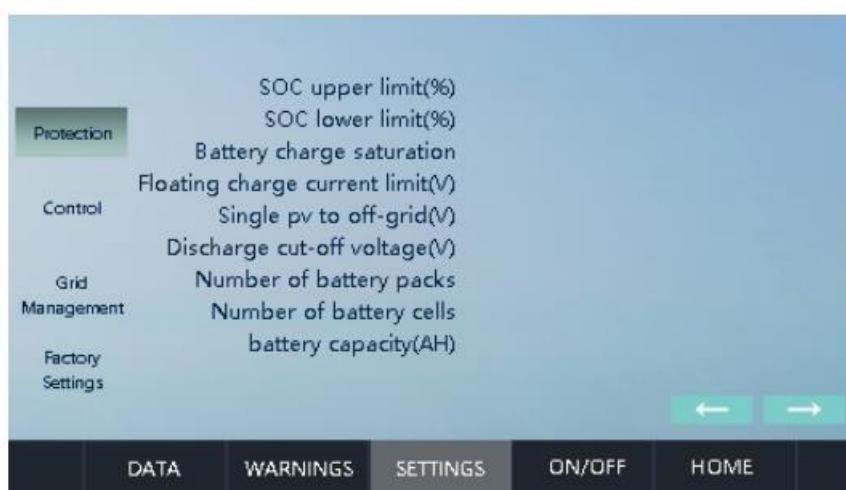 SOC upper limit(%)
SOC lower limit(%)
Battery charge saturation
Floating charge current limit(V)
Single pv to off-grid(V)
Discharge cut-off voltage(V)
Number of battery packs
Number of battery cells
battery capacity(AH)
Protection
Control
Grid
Management
Factory
Settings
← →
DATA WARNINGS SETTINGS ON/OFF HOME